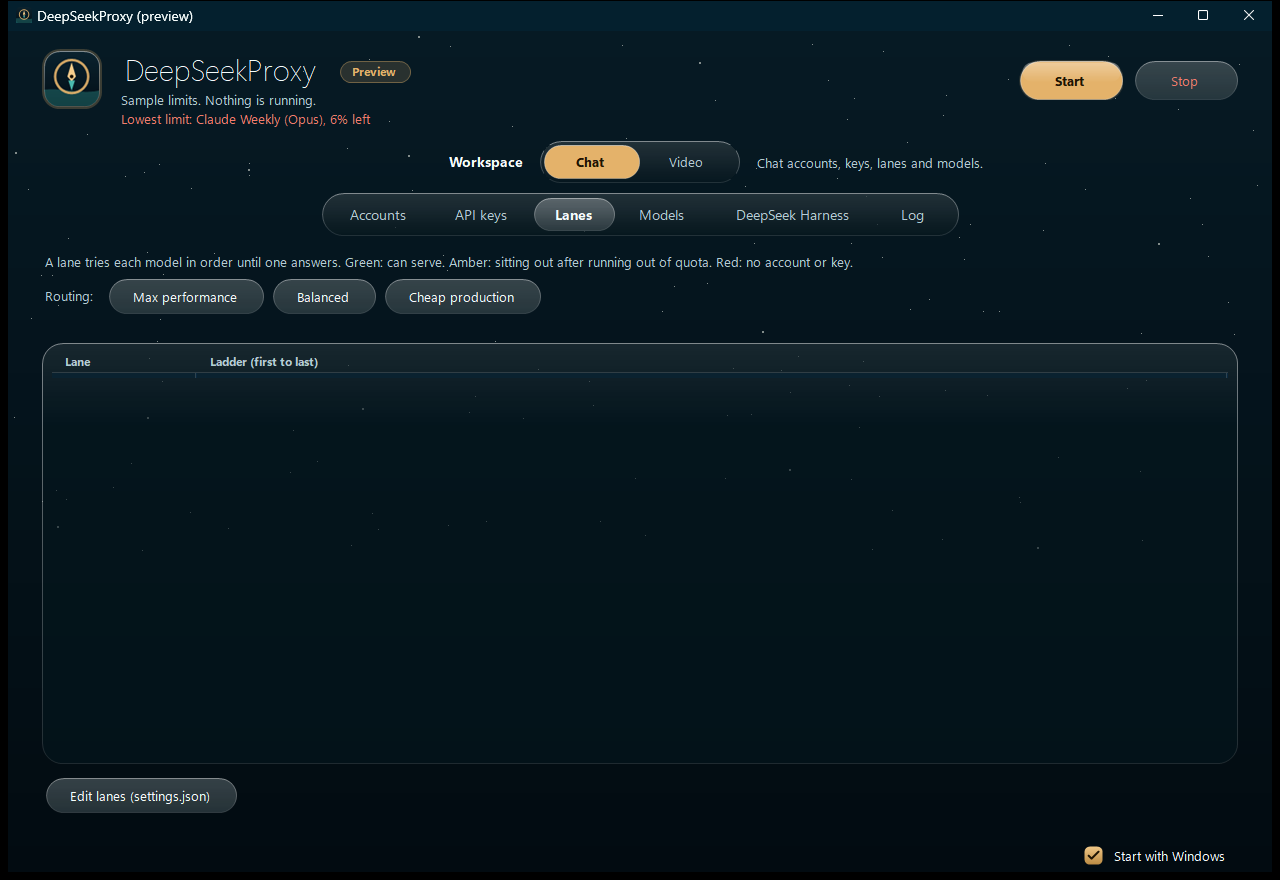 DeepSeekProxy (preview)
DeepSeekProxy Preview
Sample limits. Nothing is running.
Lowest limit: Claude Weekly (Opus), 6% left
Start Stop
Workspace Chat Video Chat accounts, keys, lanes and models.
Accounts API keys Lanes Models DeepSeek Harness Log
A lane tries each model in order until one answers. Green: can serve. Amber: sitting out after running out of quota. Red: no account or key.
Routing: Max performance Balanced Cheap production
Lane Ladder (first to last)
Edit lanes (settings.json)
Start with Windows